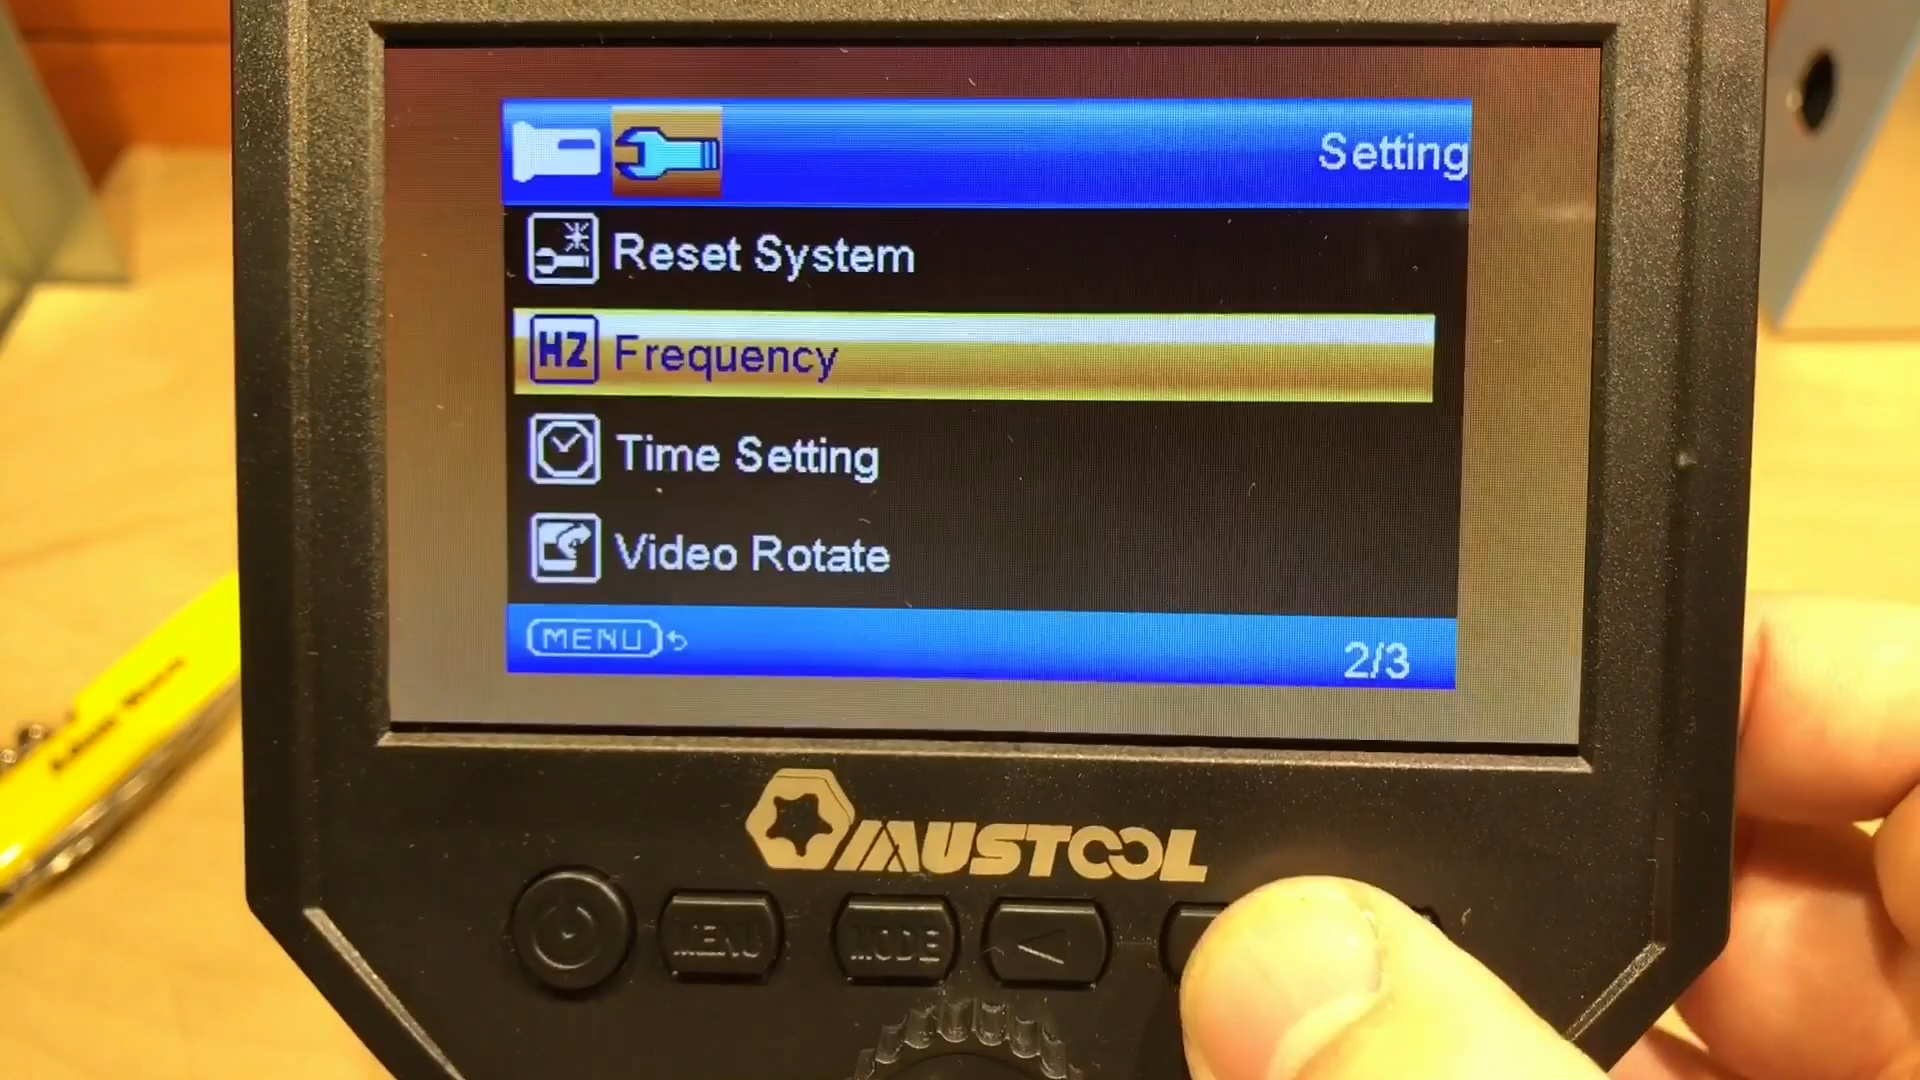 Setting
Reset System
HZ Frequency
Time Setting
Video Rotate
MENU
2/3
MUSTOOL
MENU
MODE